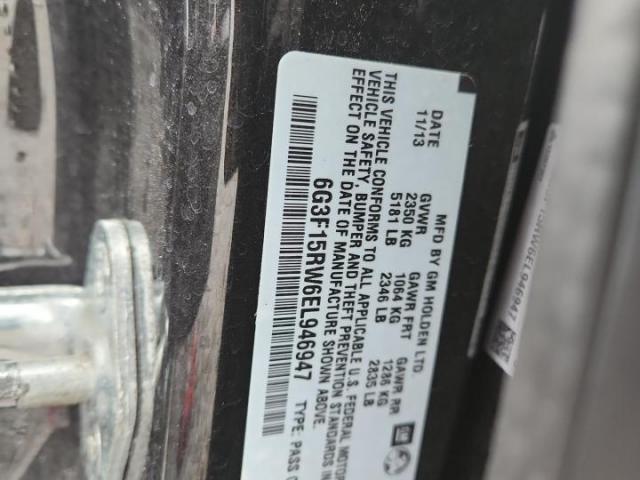 MFD BY GM HOLDEN LTD.
DATE GVWR GAWR FRT GAWR RR
11/13 2350 KG 1064 KG 1286 KG
5181 LB 2346 LB 2835 LB
THIS VEHICLE CONFORMS TO ALL APPLICABLE U.S. FEDERAL MOTOR
VEHICLE SAFETY, BUMPER AND THEFT PREVENTION STANDARDS IN
EFFECT ON THE DATE OF MANUFACTURE SHOWN ABOVE.
6G3F15RW6EL946947 TYPE: PASS
6EL946947